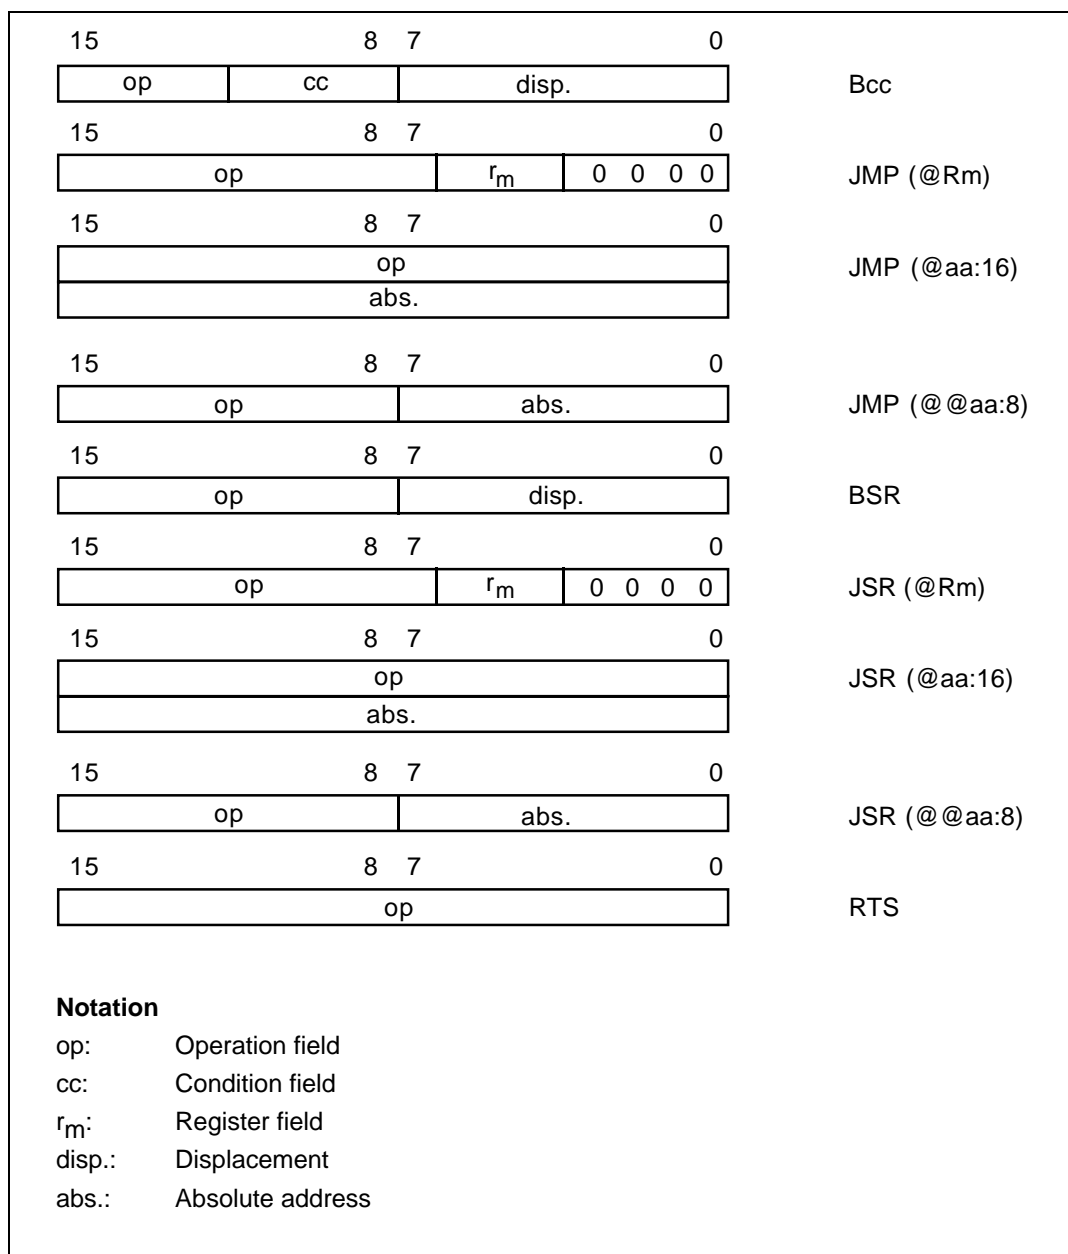 15 8 7 0
op cc disp. Bcc
15 8 7 0
op rm 0 0 0 0 JMP (@Rm)
15 8 7 0
op
JMP (@aa:16)
abs.
15 8 7 0
op abs. JMP (@@aa:8)
15 8 7 0
op disp. BSR
15 8 7 0
op rm 0 0 0 0 JSR (@Rm)
15 8 7 0
op
JSR (@aa:16)
abs.
15 8 7 0
op abs. JSR (@@aa:8)
15 8 7 0
op RTS
Notation
op: Operation field
cc: Condition field
rm: Register field
disp.: Displacement
abs.: Absolute address